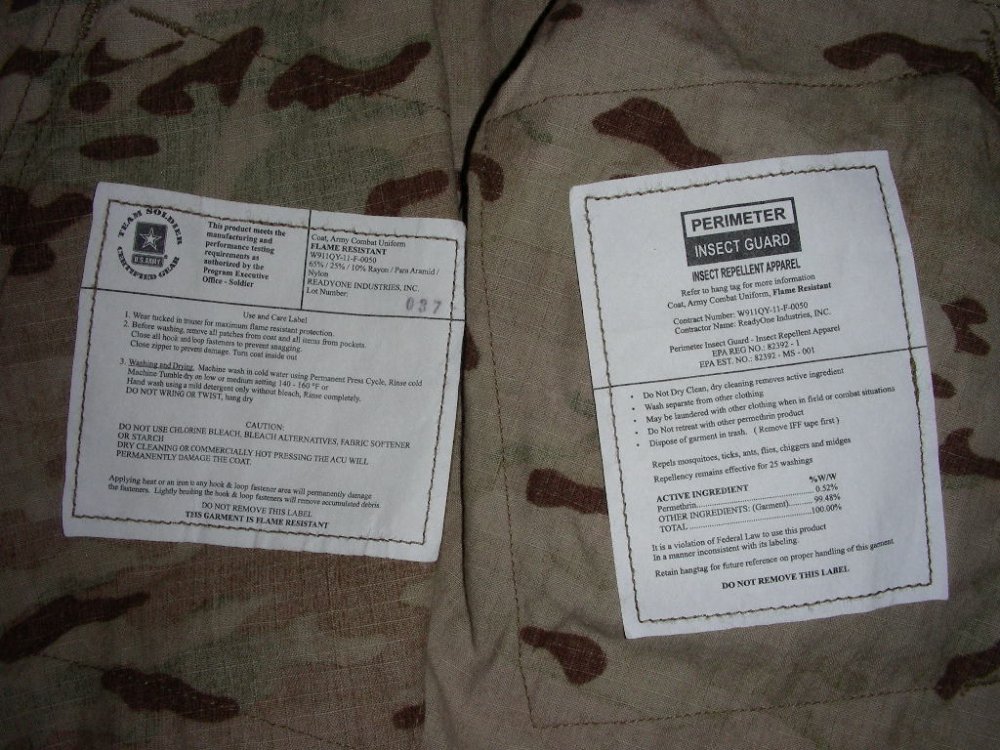 TEAM SOLDIER
CERTIFIED GEAR
U.S. ARMY
This product meets the
manufacturing and
performance testing
requirements as
authorized by the
Program Executive
Office - Soldier
Coat, Army Combat Uniform
FLAME RESISTANT
W911QY-11-F-0050
65% / 25% / 10% Rayon / Para Aramid /
Nylon
READYONE INDUSTRIES, INC.
Lot Number:
037
Use and Care Label
1. Wear tucked in trouser for maximum flame resistant protection.
2. Before washing, remove all patches from coat and all items from pockets.
Close all hook and loop fasteners to prevent snagging.
Close zipper to prevent damage. Turn coat inside out
3. Washing and Drying. Machine wash in cold water using Permanent Press Cycle, Rinse cold
Machine Tumble dry on low or medium setting 140 - 160 °F or
Hand wash using a mild detergent only without bleach, Rinse completely.
DO NOT WRING OR TWIST, hang dry
CAUTION:
DO NOT USE CHLORINE BLEACH, BLEACH ALTERNATIVES, FABRIC SOFTENER
OR STARCH
DRY CLEANING OR COMMERCIALLY HOT PRESSING THE ACU WILL
PERMANENTLY DAMAGE THE COAT.
Applying heat or an iron to any hook & loop fastener area will permanently damage
the fasteners. Lightly brushing the hook & loop fasteners will remove accumulated debris.
DO NOT REMOVE THIS LABEL
THIS GARMENT IS FLAME RESISTANT
PERIMETER
INSECT GUARD
INSECT REPELLENT APPAREL
Refer to hang tag for more information
Coat, Army Combat Uniform, Flame Resistant
Contract Number: W911QY-11-F-0050
Contractor Name: ReadyOne Industries, INC.
Perimeter Insect Guard - Insect Repellent Apparel
EPA REG NO.: 82392 - 1
EPA EST. NO.: 82392 - MS - 001
• Do Not Dry Clean, dry cleaning removes active ingredient
• Wash separate from other clothing
• May be laundered with other clothing when in field or combat situations
• Do Not retreat with other permethrin product
• Dispose of garment in trash. ( Remove IFF tape first )
Repels mosquitoes, ticks, ants, flies, chiggers and midges
Repellency remains effective for 25 washings
ACTIVE INGREDIENT %W/W
Permethrin 0.52%
OTHER INGREDIENTS: (Garment) 99.48%
TOTAL 100.00%
It is a violation of Federal Law to use this product
In a manner inconsistent with its labeling.
Retain hangtag for future reference on proper handling of this garment
DO NOT REMOVE THIS LABEL